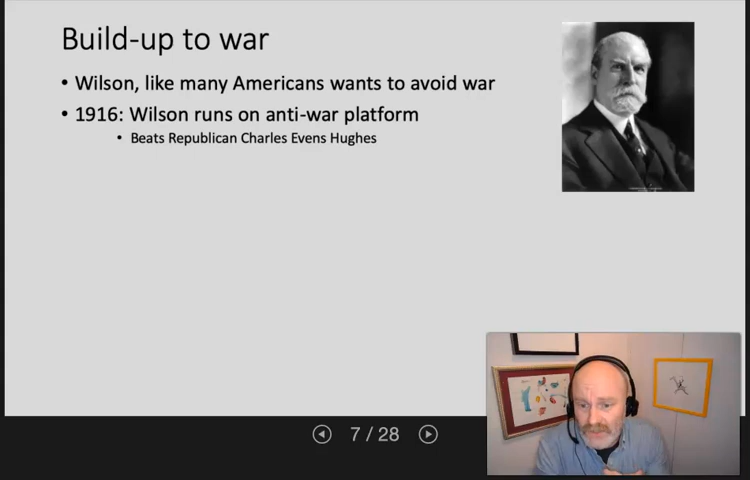 Build-up to war
• Wilson, like many Americans wants to avoid war
• 1916: Wilson runs on anti-war platform
• Beats Republican Charles Evens Hughes
7 / 28